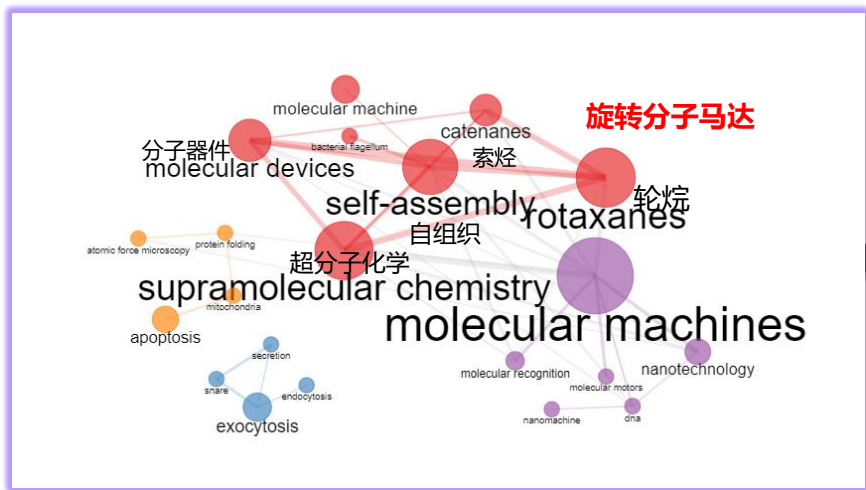 molecular machine
旋转分子马达
catenanes
分子器件
bacterial flagellum
索烃
molecular devices
轮烷
self-assembly
rotaxanes
自组织
protein folding
atomic force microscopy
超分子化学
supramolecular chemistry
mitochondria
molecular machines
apoptosis
secretion
molecular recognition
nanotechnology
snare
endocytosis
molecular motors
exocytosis
nanomachine
dna